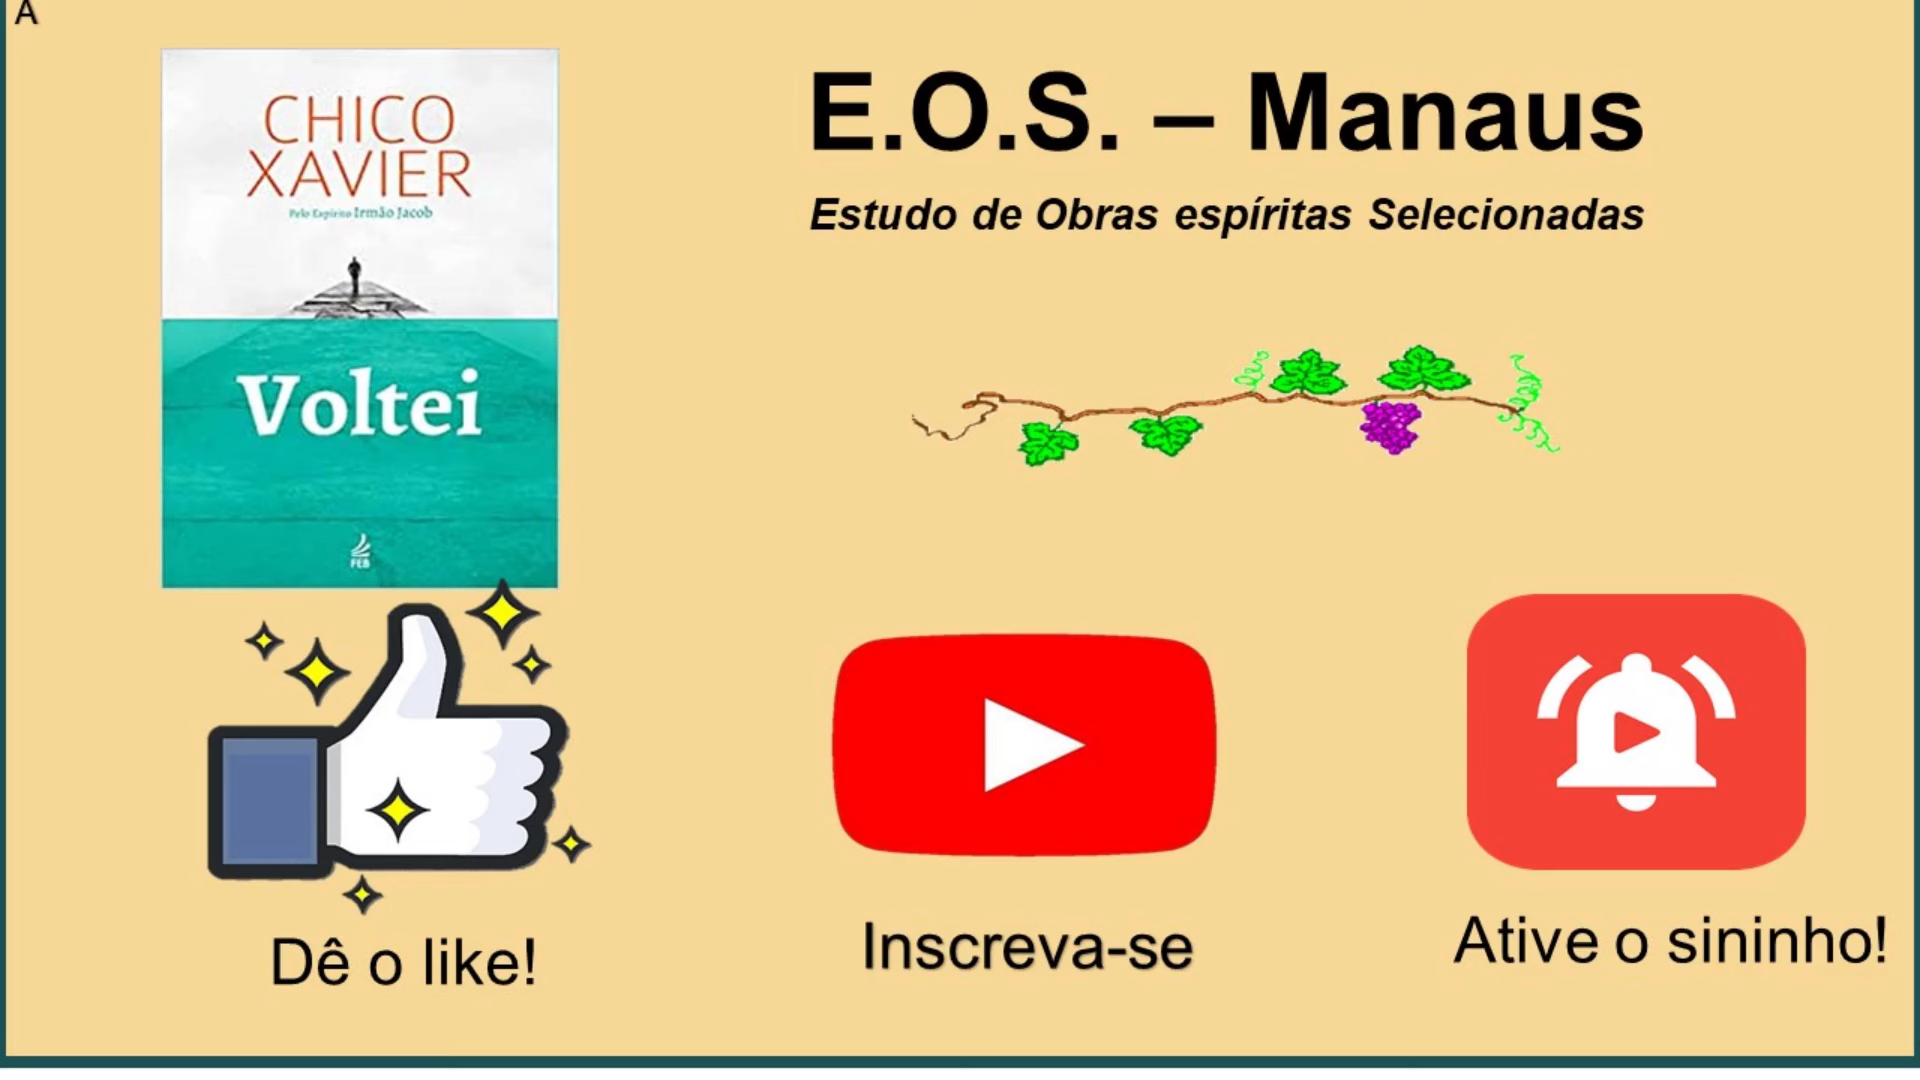 A
CHICO
XAVIER
Pelo Espírito Irmão Jacob
Voltei
FEB
E.O.S. – Manaus
Estudo de Obras espíritas Selecionadas
Dê o like!
Inscreva-se
Ative o sininho!